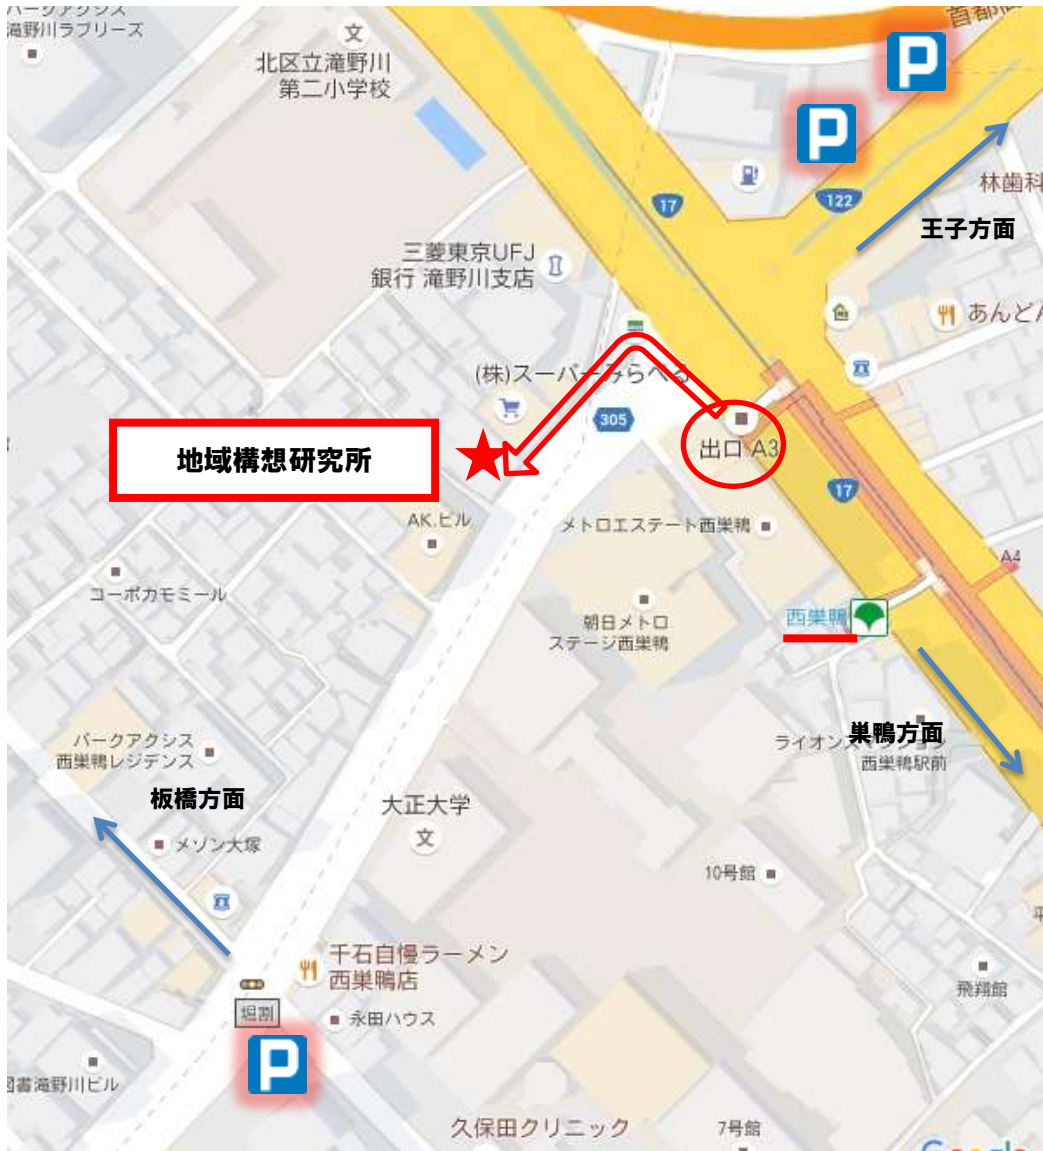 パークアクシス
滝野川ラブリーズ
文
北区立滝野川
第二小学校
P
P
17
122
林歯科
王子方面
三菱東京UFJ
銀行 滝野川支店
あんどん
(株)スーパーみらべる
305
出口 A3
地域構想研究所
17
AK.ビル
メトロエステート西巣鴨
A4
コーポカモミール
朝日メトロ
ステージ西巣鴨
西巣鴨
パークアクシス
西巣鴨レジデンス
巣鴨方面
ライオンズマンション
西巣鴨駅前
板橋方面
大正大学
文
メゾン大塚
10号館
千石自慢ラーメン
西巣鴨店
飛翔館
堀割
永田ハウス
P
図書滝野川ビル
久保田クリニック
7号館
Google